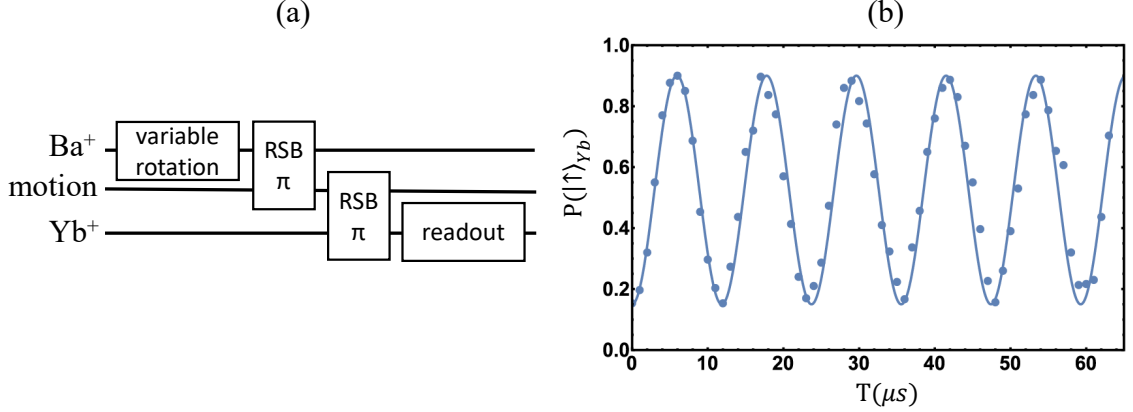 (a)
Ba⁺
motion
Yb⁺
variable
rotation
RSB
π
RSB
π
readout
(b)
P(|↑⟩_Yb)
1.0
0.8
0.6
0.4
0.2
0.0
0
10
20
30
40
50
60
T(μs)